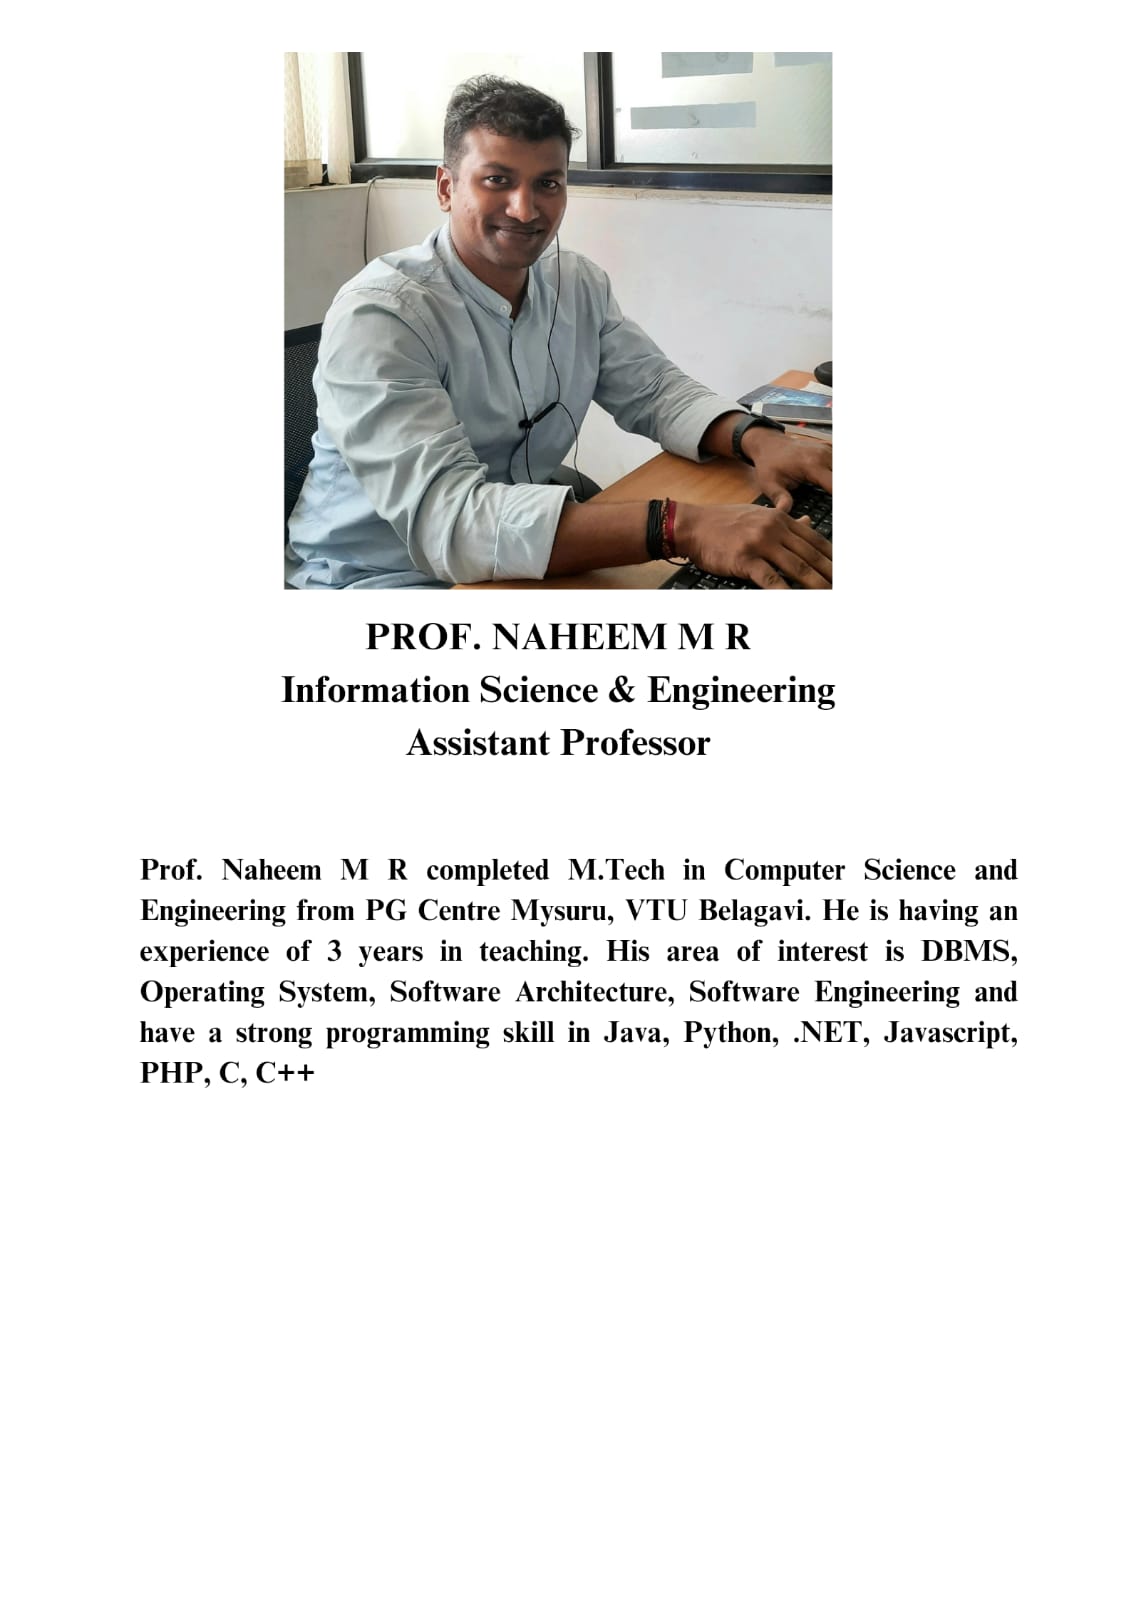 PROF. NAHEEM M R
Information Science & Engineering
Assistant Professor
Prof. Naheem M R completed M.Tech in Computer Science and
Engineering from PG Centre Mysuru, VTU Belagavi. He is having an
experience of 3 years in teaching. His area of interest is DBMS,
Operating System, Software Architecture, Software Engineering and
have a strong programming skill in Java, Python, .NET, Javascript,
PHP, C, C++